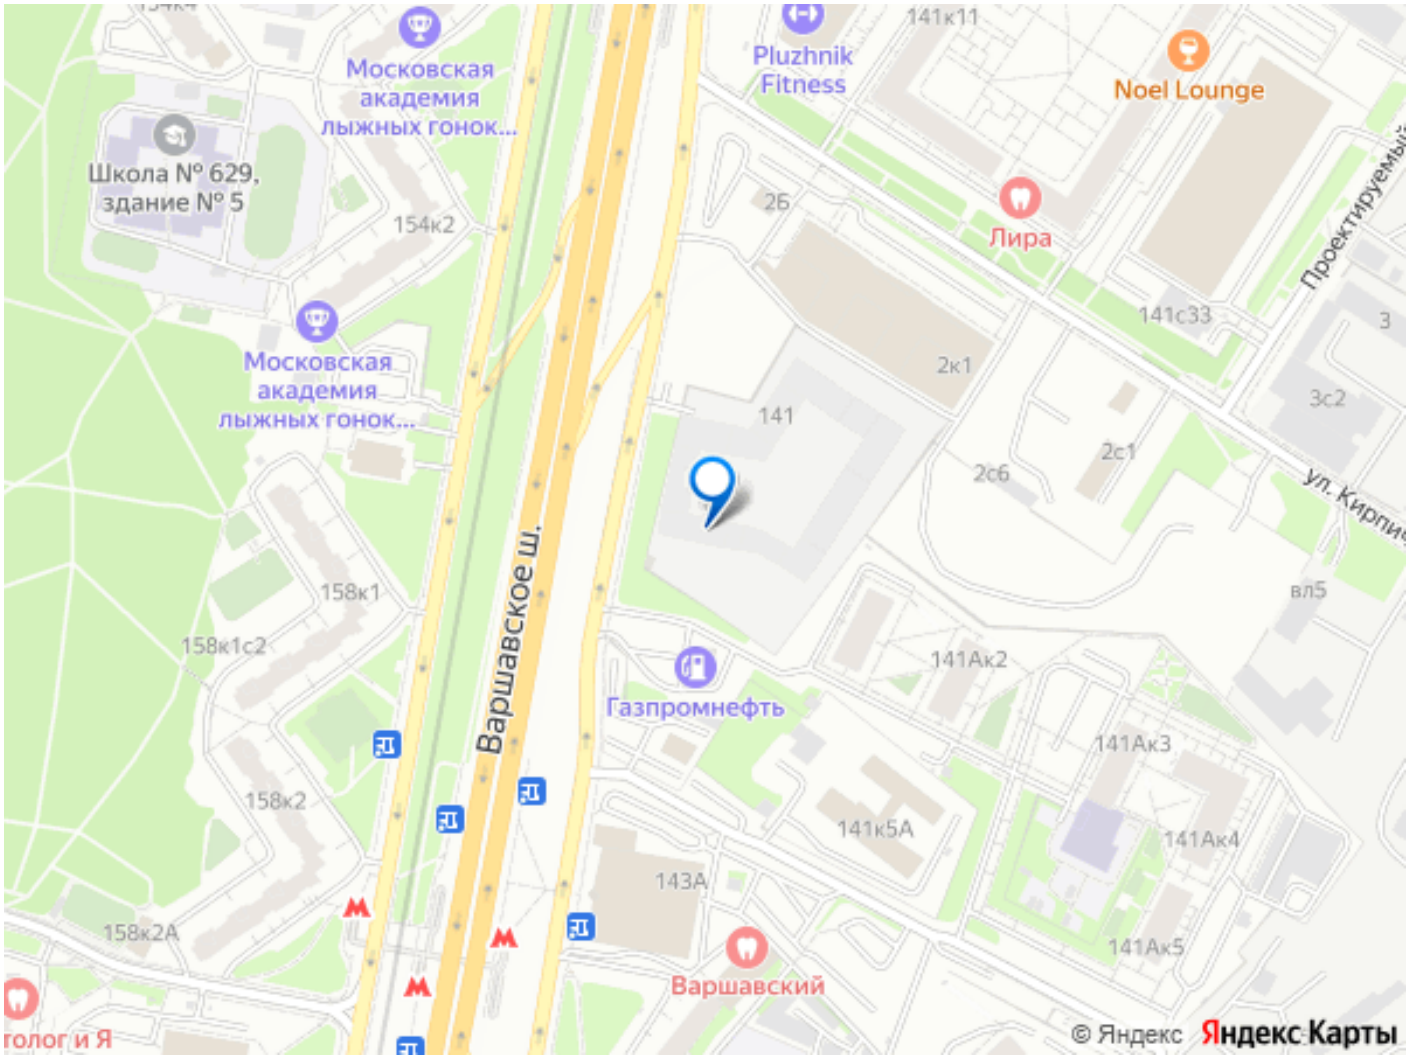 154к4
141к11
Московская
академия
лыжных гонок...
Pluzhnik
Fitness
Noel Lounge
Школа № 629,
здание № 5
154к2
2Б
Лира
Проектируемый
141с33
3
Московская
академия
лыжных гонок...
2к1
3с2
141
2с1
2с6
ул. Кирпич
Варшавское ш.
158к1
вл5
158к1с2
141Ак2
Газпромнефть
141Ак3
158к2
141к5А
141Ак4
143А
158к2А
141Ак5
Варшавский
толог и Я
© Яндекс Яндекс Карты